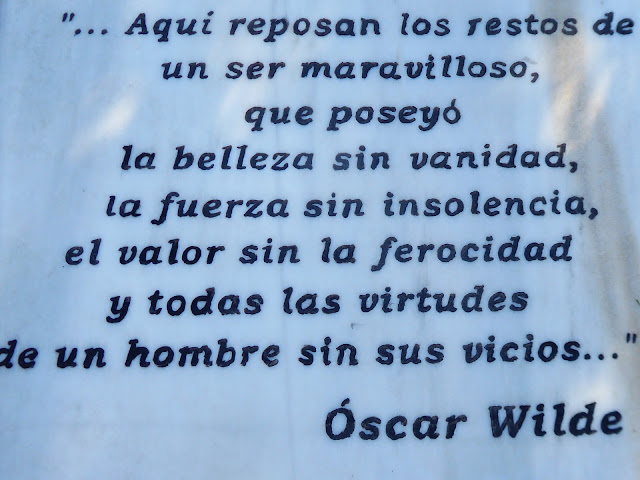 "... Aquí reposan los restos de
un ser maravilloso,
que poseyó
la belleza sin vanidad,
la fuerza sin insolencia,
el valor sin la ferocidad
y todas las virtudes
de un hombre sin sus vicios..."
Óscar Wilde